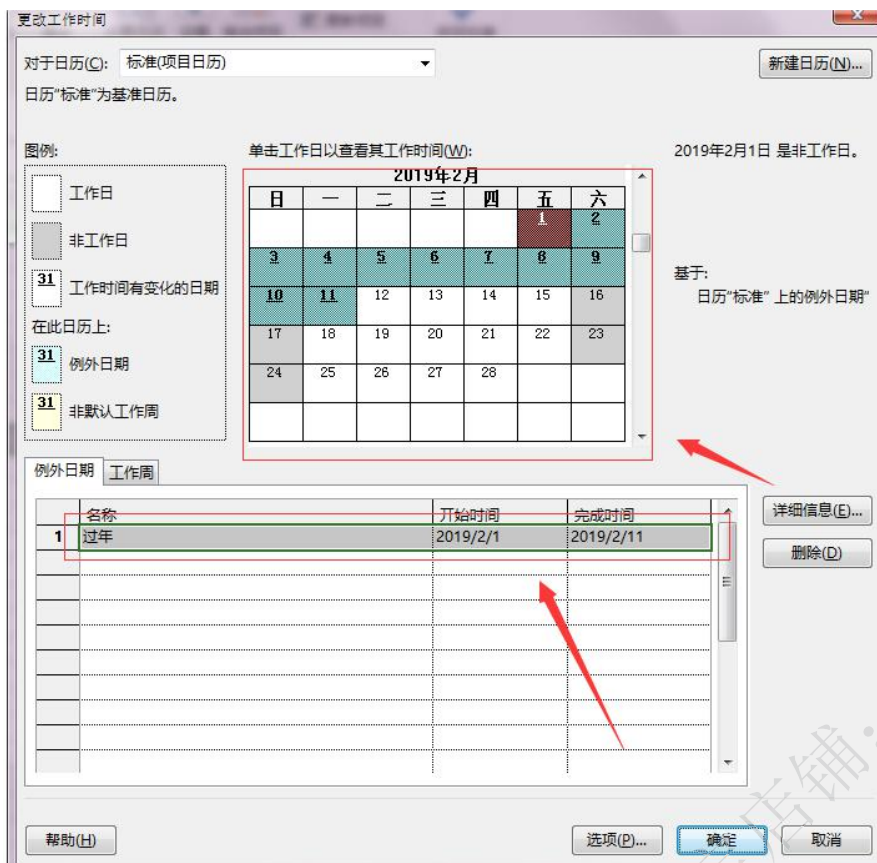 更改工作时间
对于日历(C): 标准(项目日历)
新建日历(N)...
日历"标准"为基准日历。
图例:
单击工作日以查看其工作时间(W):
2019年2月1日 是非工作日。
工作日
非工作日
31 工作时间有变化的日期
在此日历上:
31 例外日期
31 非默认工作周
2019年2月
日 一 二 三 四 五 六
1 2
3 4 5 6 7 8 9
10 11 12 13 14 15 16
17 18 19 20 21 22 23
24 25 26 27 28
基于:
日历"标准" 上的例外日期"
例外日期 工作周
名称 开始时间 完成时间
1 过年 2019/2/1 2019/2/11
详细信息(E)...
删除(D)
帮助(H) 选项(P)... 确定 取消
店铺: